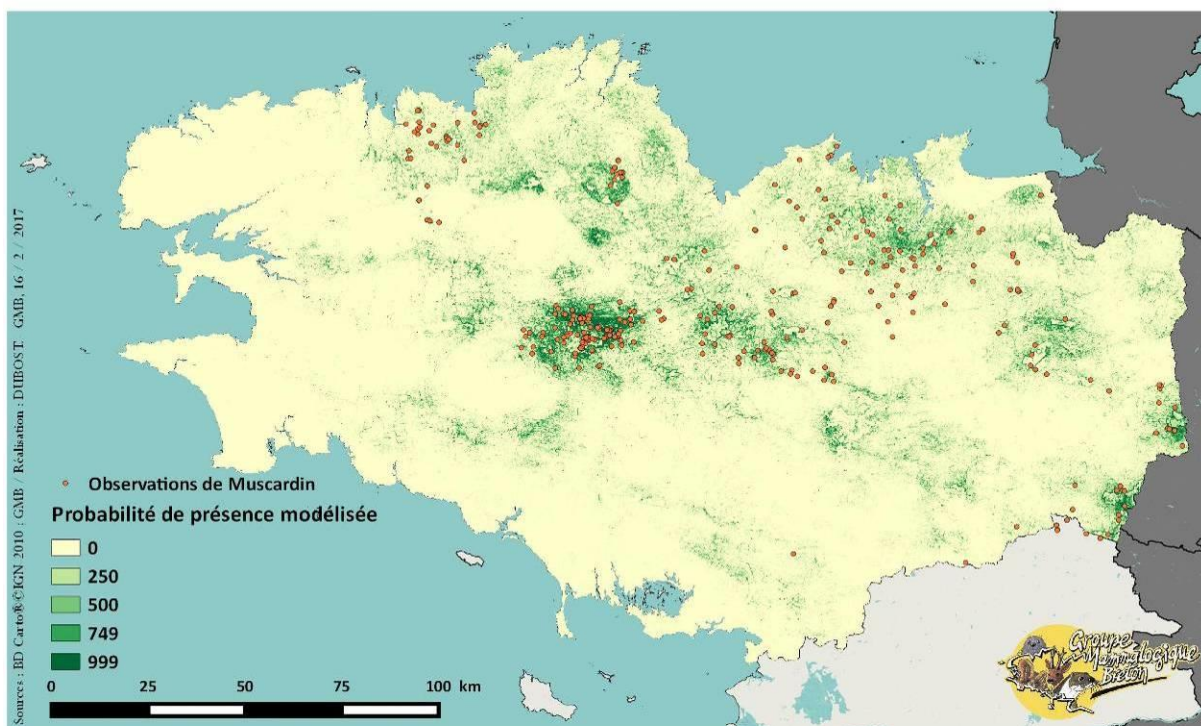 Sources : BD Carto®©IGN 2010 ; GMB / Réalisation : DUBOST. GMB, 16 / 2 / 2017
Observations de Muscardin
Probabilité de présence modélisée
0
250
500
749
999
0 25 50 75 100 km
Groupe
Mammalogique
Breton